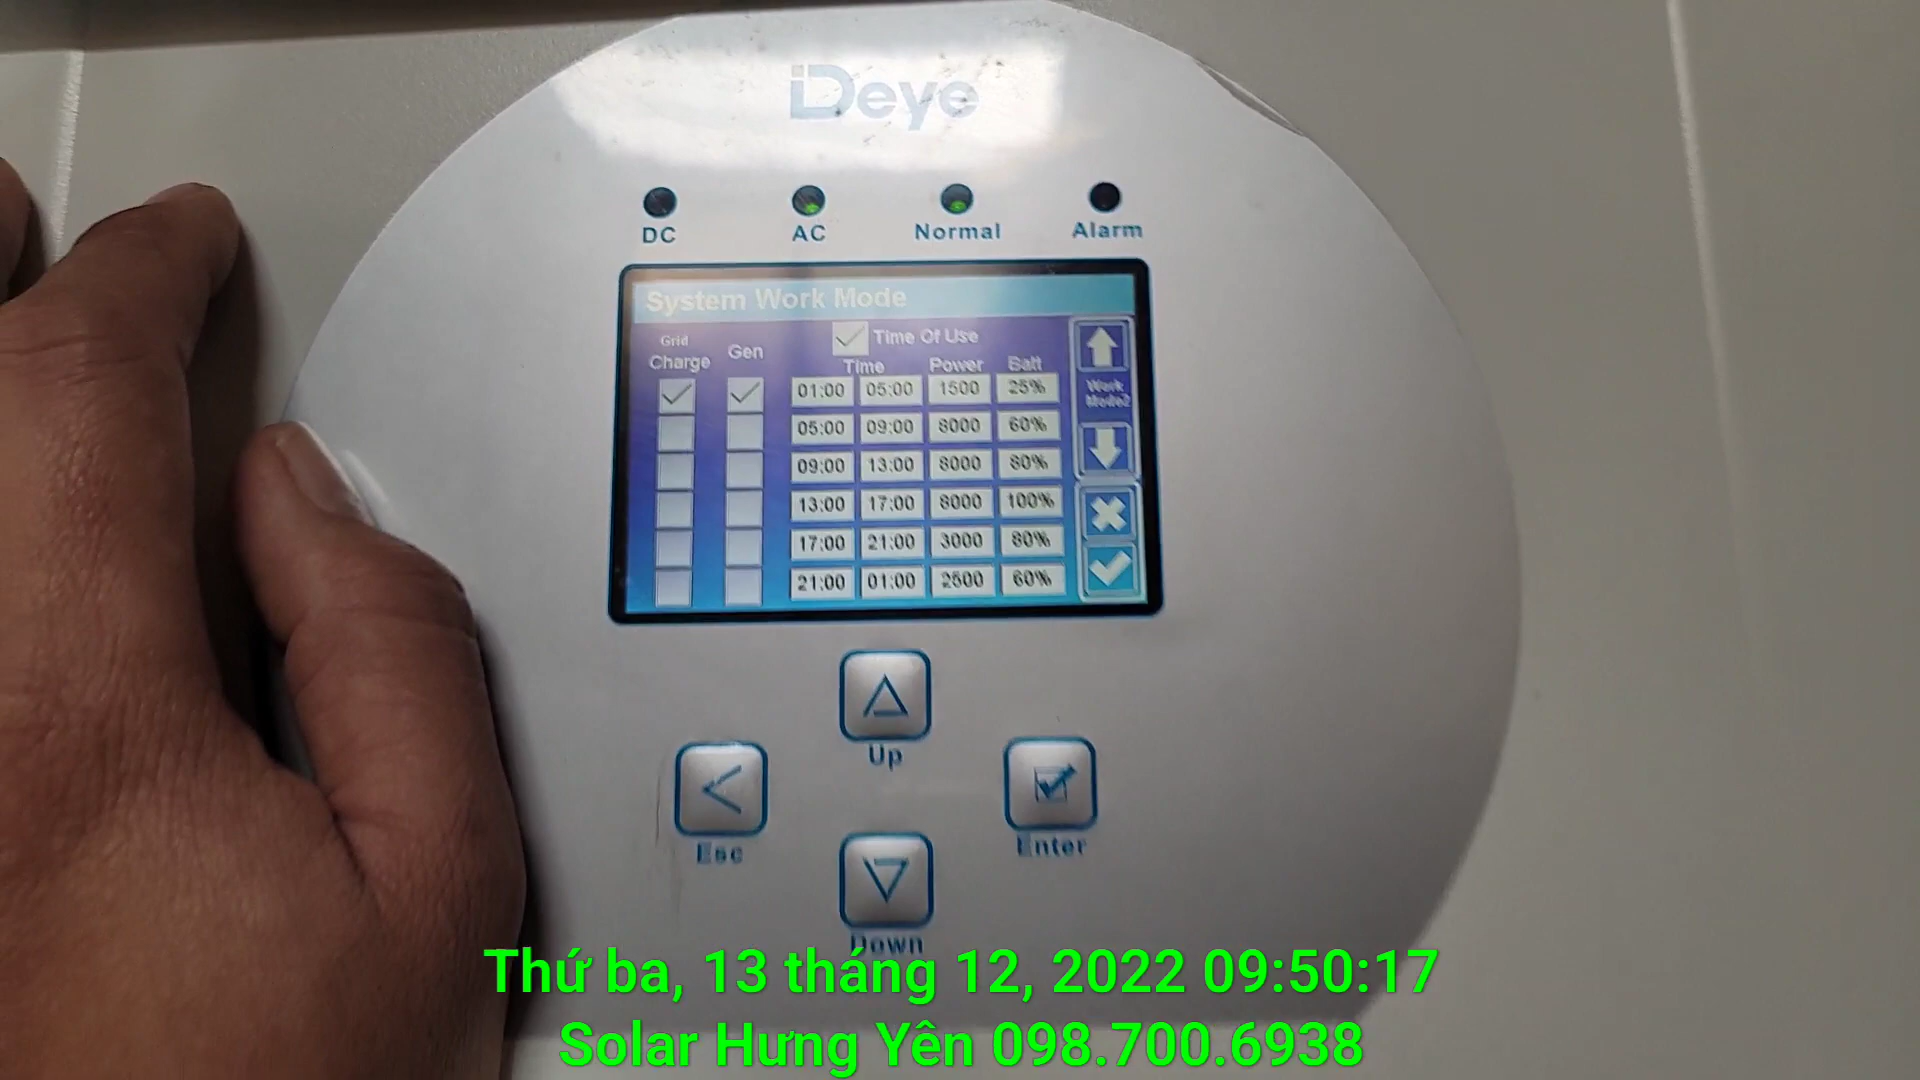 Deye
DC AC Normal Alarm
System Work Mode
Grid Charge Gen Time Of Use
Time Power Batt
Work Mode2
01:00 05:00 1500 25%
05:00 09:00 8000 60%
09:00 13:00 8000 80%
13:00 17:00 8000 100%
17:00 21:00 3000 80%
21:00 01:00 2500 60%
Up
Esc
Enter
Down
Thứ ba, 13 tháng 12, 2022 09:50:17
Solar Hưng Yên 098.700.6938